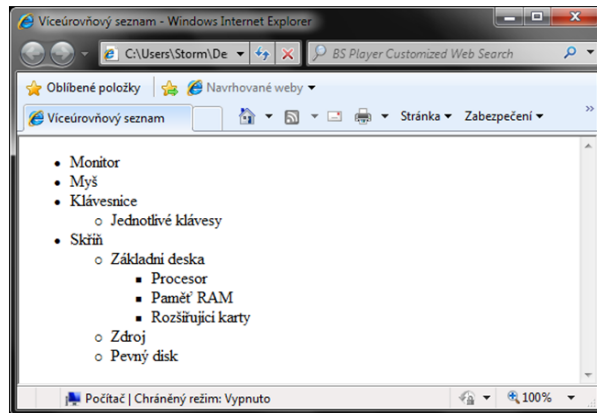 Víceúrovňový seznam - Windows Internet Explorer
C:\Users\Storm\De
BS Player Customized Web Search
Oblíbené položky
Navrhované weby
Víceúrovňový seznam
Stránka
Zabezpečení
»
• Monitor
• Myš
• Klávesnice
o Jednotlivé klávesy
• Skříň
o Základní deska
▪ Procesor
▪ Paměť RAM
▪ Rozšiřující karty
o Zdroj
o Pevný disk
Počítač | Chráněný režim: Vypnuto
100%